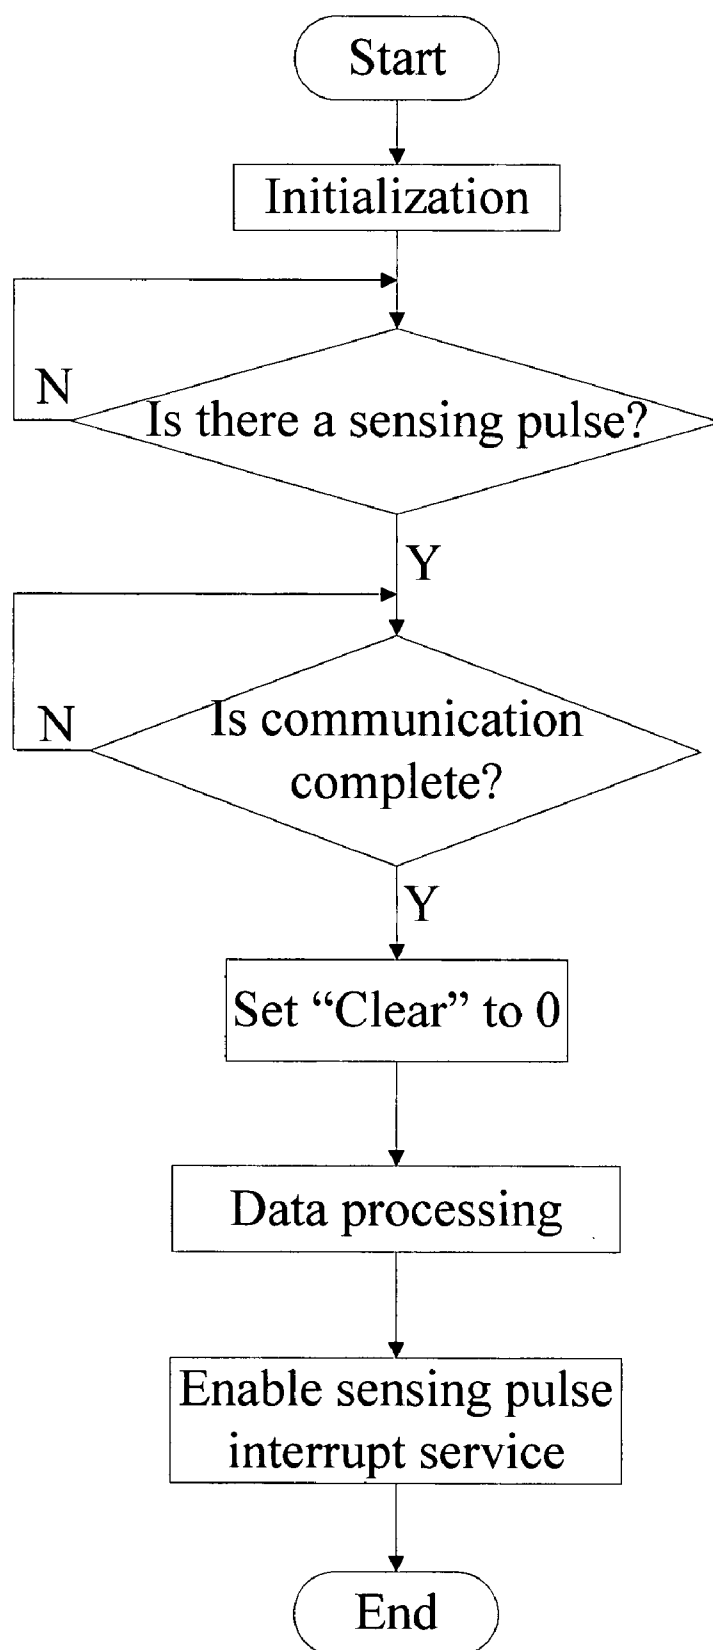 Start
Initialization
N
Is there a sensing pulse?
Y
N
Is communication
complete?
Y
Set “Clear” to 0
Data processing
Enable sensing pulse
interrupt service
End